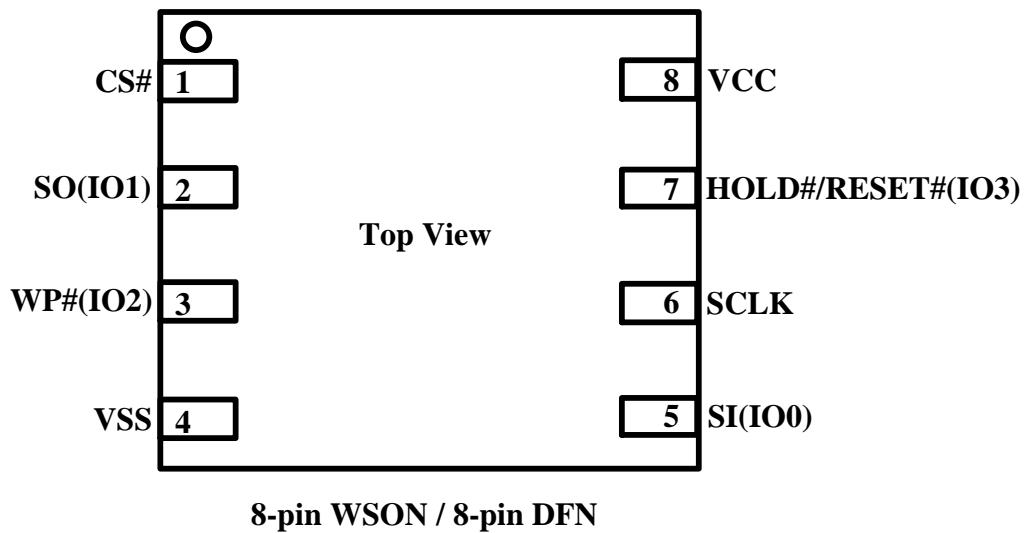 CS# 1 8 VCC
SO(IO1) 2 7 HOLD#/RESET#(IO3)
Top View
WP#(IO2) 3 6 SCLK
VSS 4 5 SI(IO0)
8-pin WSON / 8-pin DFN